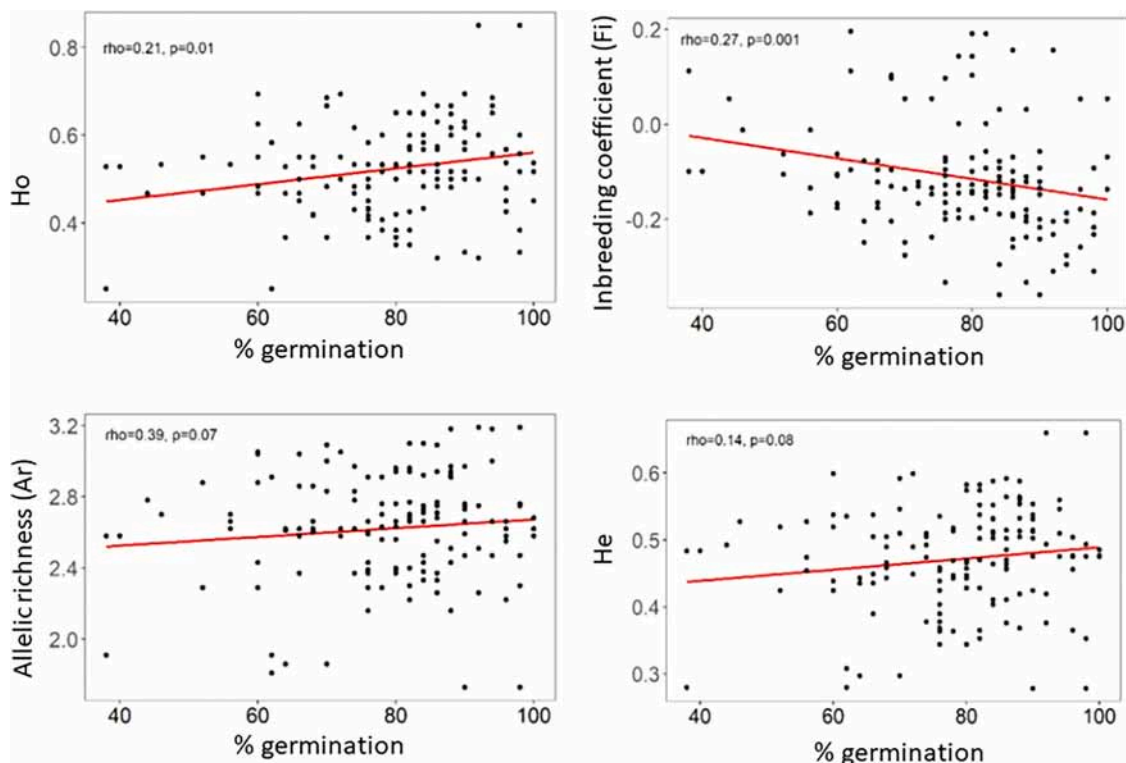 rho=0.21, p=0.01
Ho
0.8
0.6
0.4
40 60 80 100
% germination
rho=0.27, p=0.001
Inbreeding coefficient (Fi)
0.2
0.0
-0.2
40 60 80 100
% germination
rho=0.39, p=0.07
Allelic richness (Ar)
3.2
2.8
2.4
2.0
40 60 80 100
% germination
rho=0.14, p=0.08
He
0.6
0.5
0.4
0.3
40 60 80 100
% germination